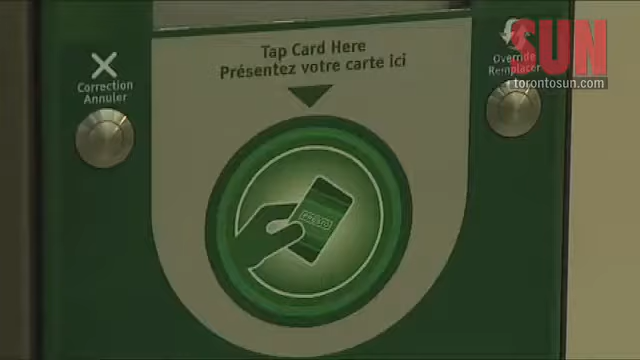 Tap Card Here
Présentez votre carte ici
Correction
Annuler
Override
Remplacer
PRESTO
SUN
torontosun.com